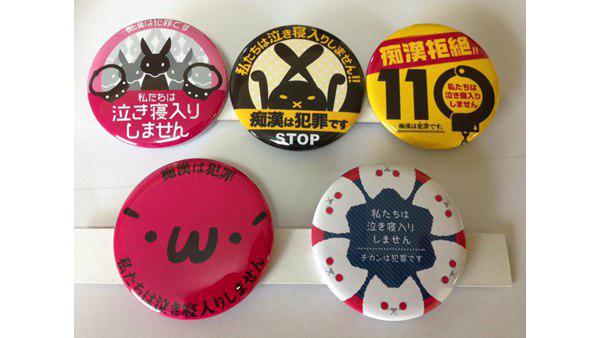 痴漢は犯罪です
私たちは
泣き寝入り
しません
私たちは泣き寝入りしません!!
痴漢は犯罪です
STOP
痴漢拒絶!!
110
私たちは
泣き寝入り
しません
痴漢は犯罪です。
痴漢は犯罪
・ω・
私たちは泣き寝入りしません
私たちは
泣き寝入り
しません
チカンは犯罪です